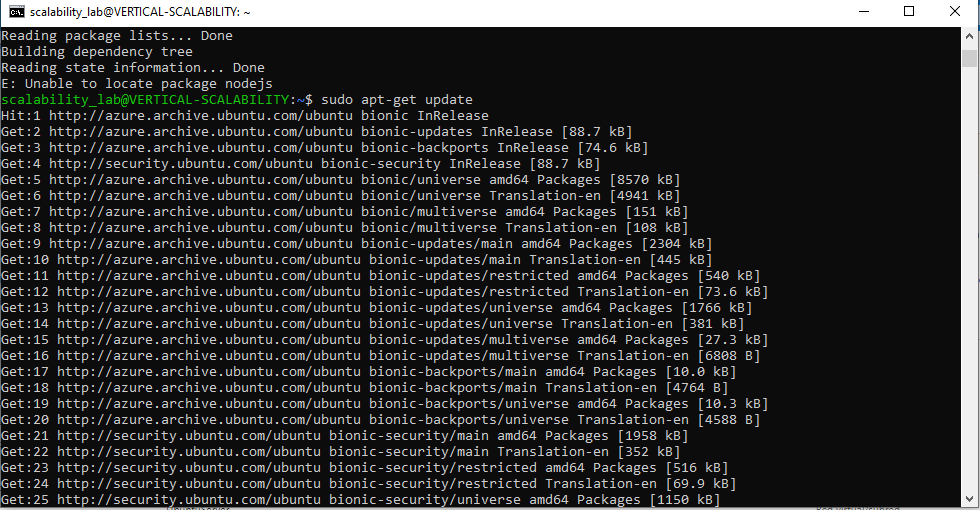 scalability_lab@VERTICAL-SCALABILITY: ~
Reading package lists... Done
Building dependency tree
Reading state information... Done
E: Unable to locate package nodejs
scalability_lab@VERTICAL-SCALABILITY:~$ sudo apt-get update
Hit:1 http://azure.archive.ubuntu.com/ubuntu bionic InRelease
Get:2 http://azure.archive.ubuntu.com/ubuntu bionic-updates InRelease [88.7 kB]
Get:3 http://azure.archive.ubuntu.com/ubuntu bionic-backports InRelease [74.6 kB]
Get:4 http://security.ubuntu.com/ubuntu bionic-security InRelease [88.7 kB]
Get:5 http://azure.archive.ubuntu.com/ubuntu bionic/universe amd64 Packages [8570 kB]
Get:6 http://azure.archive.ubuntu.com/ubuntu bionic/universe Translation-en [4941 kB]
Get:7 http://azure.archive.ubuntu.com/ubuntu bionic/multiverse amd64 Packages [151 kB]
Get:8 http://azure.archive.ubuntu.com/ubuntu bionic/multiverse Translation-en [108 kB]
Get:9 http://azure.archive.ubuntu.com/ubuntu bionic-updates/main amd64 Packages [2304 kB]
Get:10 http://azure.archive.ubuntu.com/ubuntu bionic-updates/main Translation-en [445 kB]
Get:11 http://azure.archive.ubuntu.com/ubuntu bionic-updates/restricted amd64 Packages [540 kB]
Get:12 http://azure.archive.ubuntu.com/ubuntu bionic-updates/restricted Translation-en [73.6 kB]
Get:13 http://azure.archive.ubuntu.com/ubuntu bionic-updates/universe amd64 Packages [1766 kB]
Get:14 http://azure.archive.ubuntu.com/ubuntu bionic-updates/universe Translation-en [381 kB]
Get:15 http://azure.archive.ubuntu.com/ubuntu bionic-updates/multiverse amd64 Packages [27.3 kB]
Get:16 http://azure.archive.ubuntu.com/ubuntu bionic-updates/multiverse Translation-en [6808 B]
Get:17 http://azure.archive.ubuntu.com/ubuntu bionic-backports/main amd64 Packages [10.0 kB]
Get:18 http://azure.archive.ubuntu.com/ubuntu bionic-backports/main Translation-en [4764 B]
Get:19 http://azure.archive.ubuntu.com/ubuntu bionic-backports/universe amd64 Packages [10.3 kB]
Get:20 http://azure.archive.ubuntu.com/ubuntu bionic-backports/universe Translation-en [4588 B]
Get:21 http://security.ubuntu.com/ubuntu bionic-security/main amd64 Packages [1958 kB]
Get:22 http://security.ubuntu.com/ubuntu bionic-security/main Translation-en [352 kB]
Get:23 http://security.ubuntu.com/ubuntu bionic-security/restricted amd64 Packages [516 kB]
Get:24 http://security.ubuntu.com/ubuntu bionic-security/restricted Translation-en [69.9 kB]
Get:25 http://security.ubuntu.com/ubuntu bionic-security/universe amd64 Packages [1150 kB]